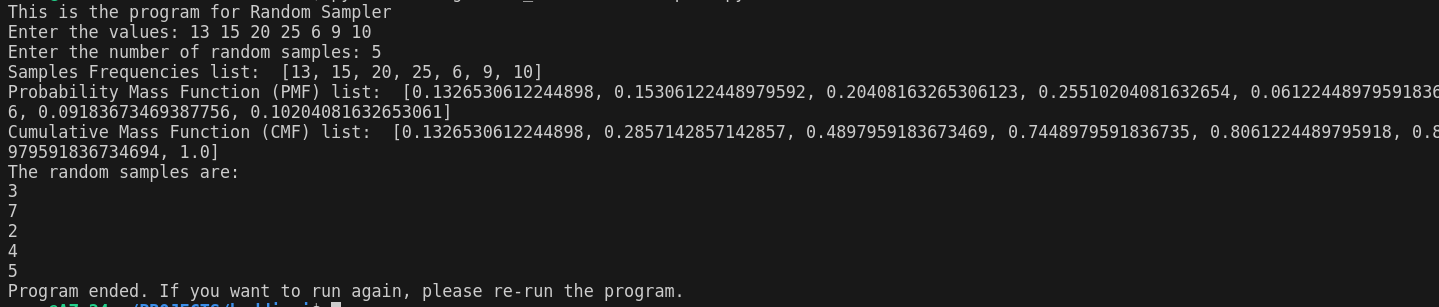 This is the program for Random Sampler
Enter the values: 13 15 20 25 6 9 10
Enter the number of random samples: 5
Samples Frequencies list:  [13, 15, 20, 25, 6, 9, 10]
Probability Mass Function (PMF) list:  [0.1326530612244898, 0.15306122448979592, 0.20408163265306123, 0.25510204081632654, 0.061224489795918366
6, 0.09183673469387756, 0.10204081632653061]
Cumulative Mass Function (CMF) list:  [0.1326530612244898, 0.2857142857142857, 0.4897959183673469, 0.7448979591836735, 0.8061224489795918, 0.8
979591836734694, 1.0]
The random samples are:
3
7
2
4
5
Program ended. If you want to run again, please re-run the program.